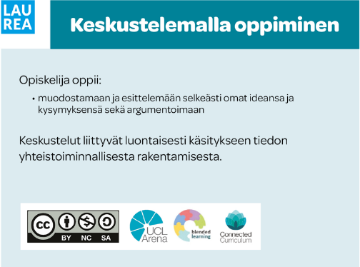 LAU
REA
Keskustelemalla oppiminen
Opiskelija oppii:
• muodostamaan ja esittelemään selkeästi omat ideansa ja
kysymyksensä sekä argumentoimaan
Keskustelut liittyvät luontaisesti käsitykseen tiedon
yhteistoiminnallisesta rakentamisesta.
cc
BY NC SA
UCL
Arena
blended
learning
Connected
Curriculum